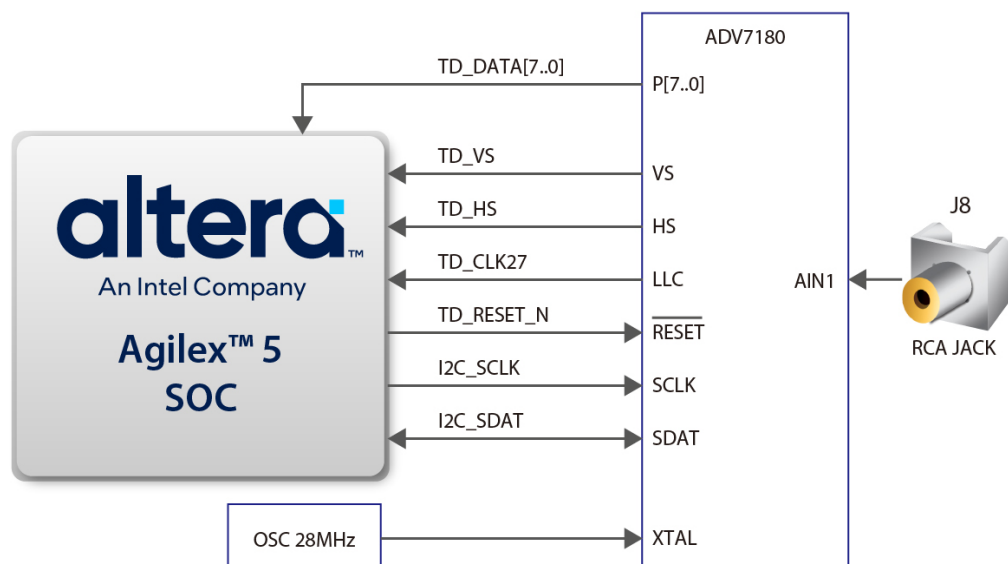 ADV7180
TD_DATA[7..0]
P[7..0]
TD_VS
VS
TD_HS
HS
J8
TD_CLK27
LLC
AIN1
TD_RESET_N
RESET
RCA JACK
I2C_SCLK
SCLK
I2C_SDAT
SDAT
altera™
An Intel Company
Agilex™ 5
SOC
OSC 28MHz
XTAL